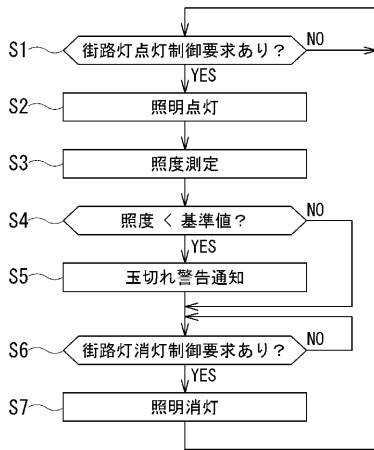 S1 街路灯点灯制御要求あり? NO
YES
S2 照明点灯
S3 照度測定
S4 照度 < 基準値? NO
YES
S5 玉切れ警告通知
S6 街路灯消灯制御要求あり? NO
YES
S7 照明消灯